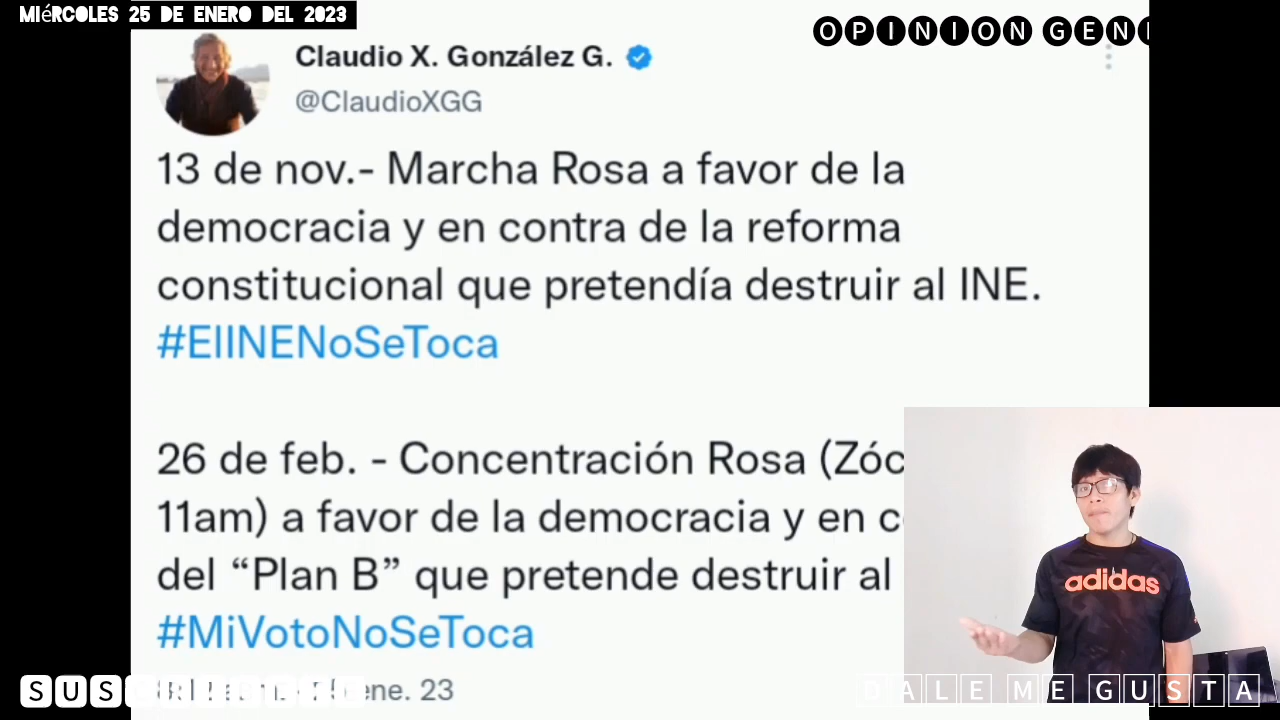 MIéRCOLES 25 DE ENERO DEL 2023
OPINION GENI
Claudio X. González G.
@ClaudioXGG
13 de nov.- Marcha Rosa a favor de la
democracia y en contra de la reforma
constitucional que pretendía destruir al INE.
#ElINENoSeToca
26 de feb. - Concentración Rosa (Zóc
11am) a favor de la democracia y en c
del “Plan B” que pretende destruir al
#MiVotoNoSeToca
ene. 23
adidas
DALE ME GUSTA